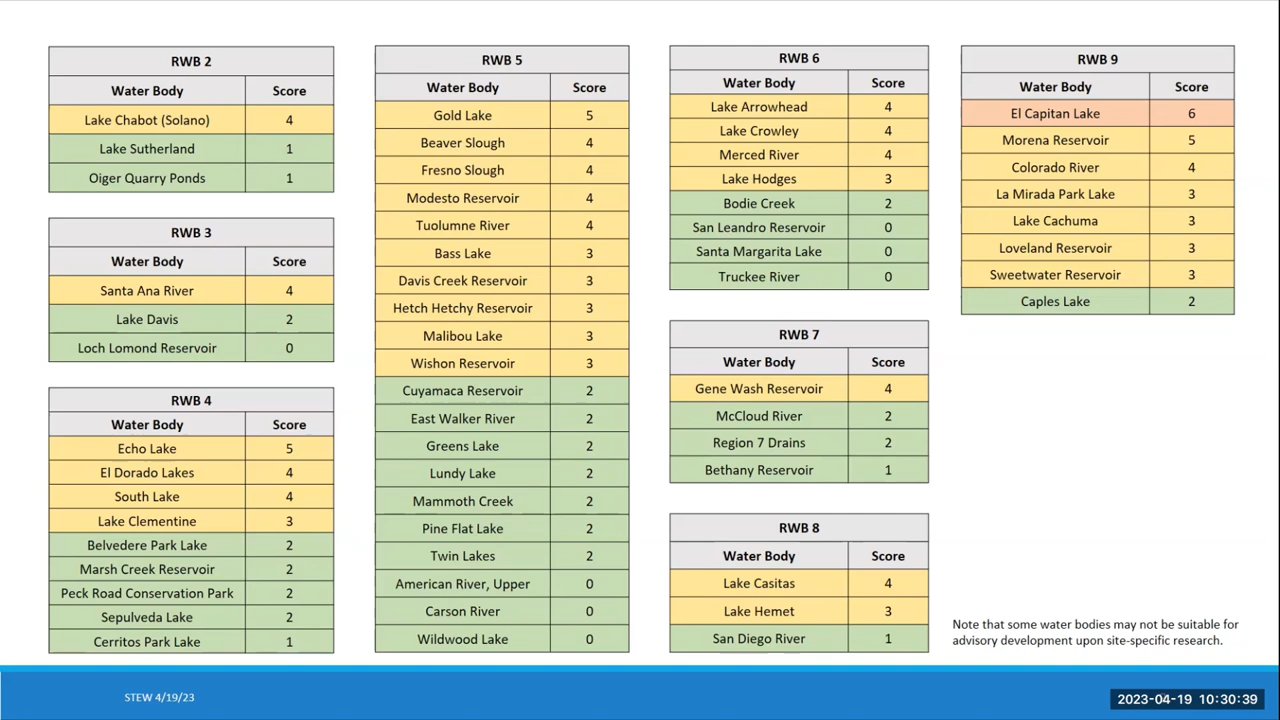 RWB 2
Water Body Score
Lake Chabot (Solano) 4
Lake Sutherland 1
Oiger Quarry Ponds 1
RWB 3
Water Body Score
Santa Ana River 4
Lake Davis 2
Loch Lomond Reservoir 0
RWB 4
Water Body Score
Echo Lake 5
El Dorado Lakes 4
South Lake 4
Lake Clementine 3
Belvedere Park Lake 2
Marsh Creek Reservoir 2
Peck Road Conservation Park 2
Sepulveda Lake 2
Cerritos Park Lake 1
RWB 5
Water Body Score
Gold Lake 5
Beaver Slough 4
Fresno Slough 4
Modesto Reservoir 4
Tuolumne River 4
Bass Lake 3
Davis Creek Reservoir 3
Hetch Hetchy Reservoir 3
Malibou Lake 3
Wishon Reservoir 3
Cuyamaca Reservoir 2
East Walker River 2
Greens Lake 2
Lundy Lake 2
Mammoth Creek 2
Pine Flat Lake 2
Twin Lakes 2
American River, Upper 0
Carson River 0
Wildwood Lake 0
RWB 6
Water Body Score
Lake Arrowhead 4
Lake Crowley 4
Merced River 4
Lake Hodges 3
Bodie Creek 2
San Leandro Reservoir 0
Santa Margarita Lake 0
Truckee River 0
RWB 7
Water Body Score
Gene Wash Reservoir 4
McCloud River 2
Region 7 Drains 2
Bethany Reservoir 1
RWB 8
Water Body Score
Lake Casitas 4
Lake Hemet 3
San Diego River 1
RWB 9
Water Body Score
El Capitan Lake 6
Morena Reservoir 5
Colorado River 4
La Mirada Park Lake 3
Lake Cachuma 3
Loveland Reservoir 3
Sweetwater Reservoir 3
Caples Lake 2
Note that some water bodies may not be suitable for
advisory development upon site-specific research.
STEW 4/19/23
2023-04-19 10:30:39